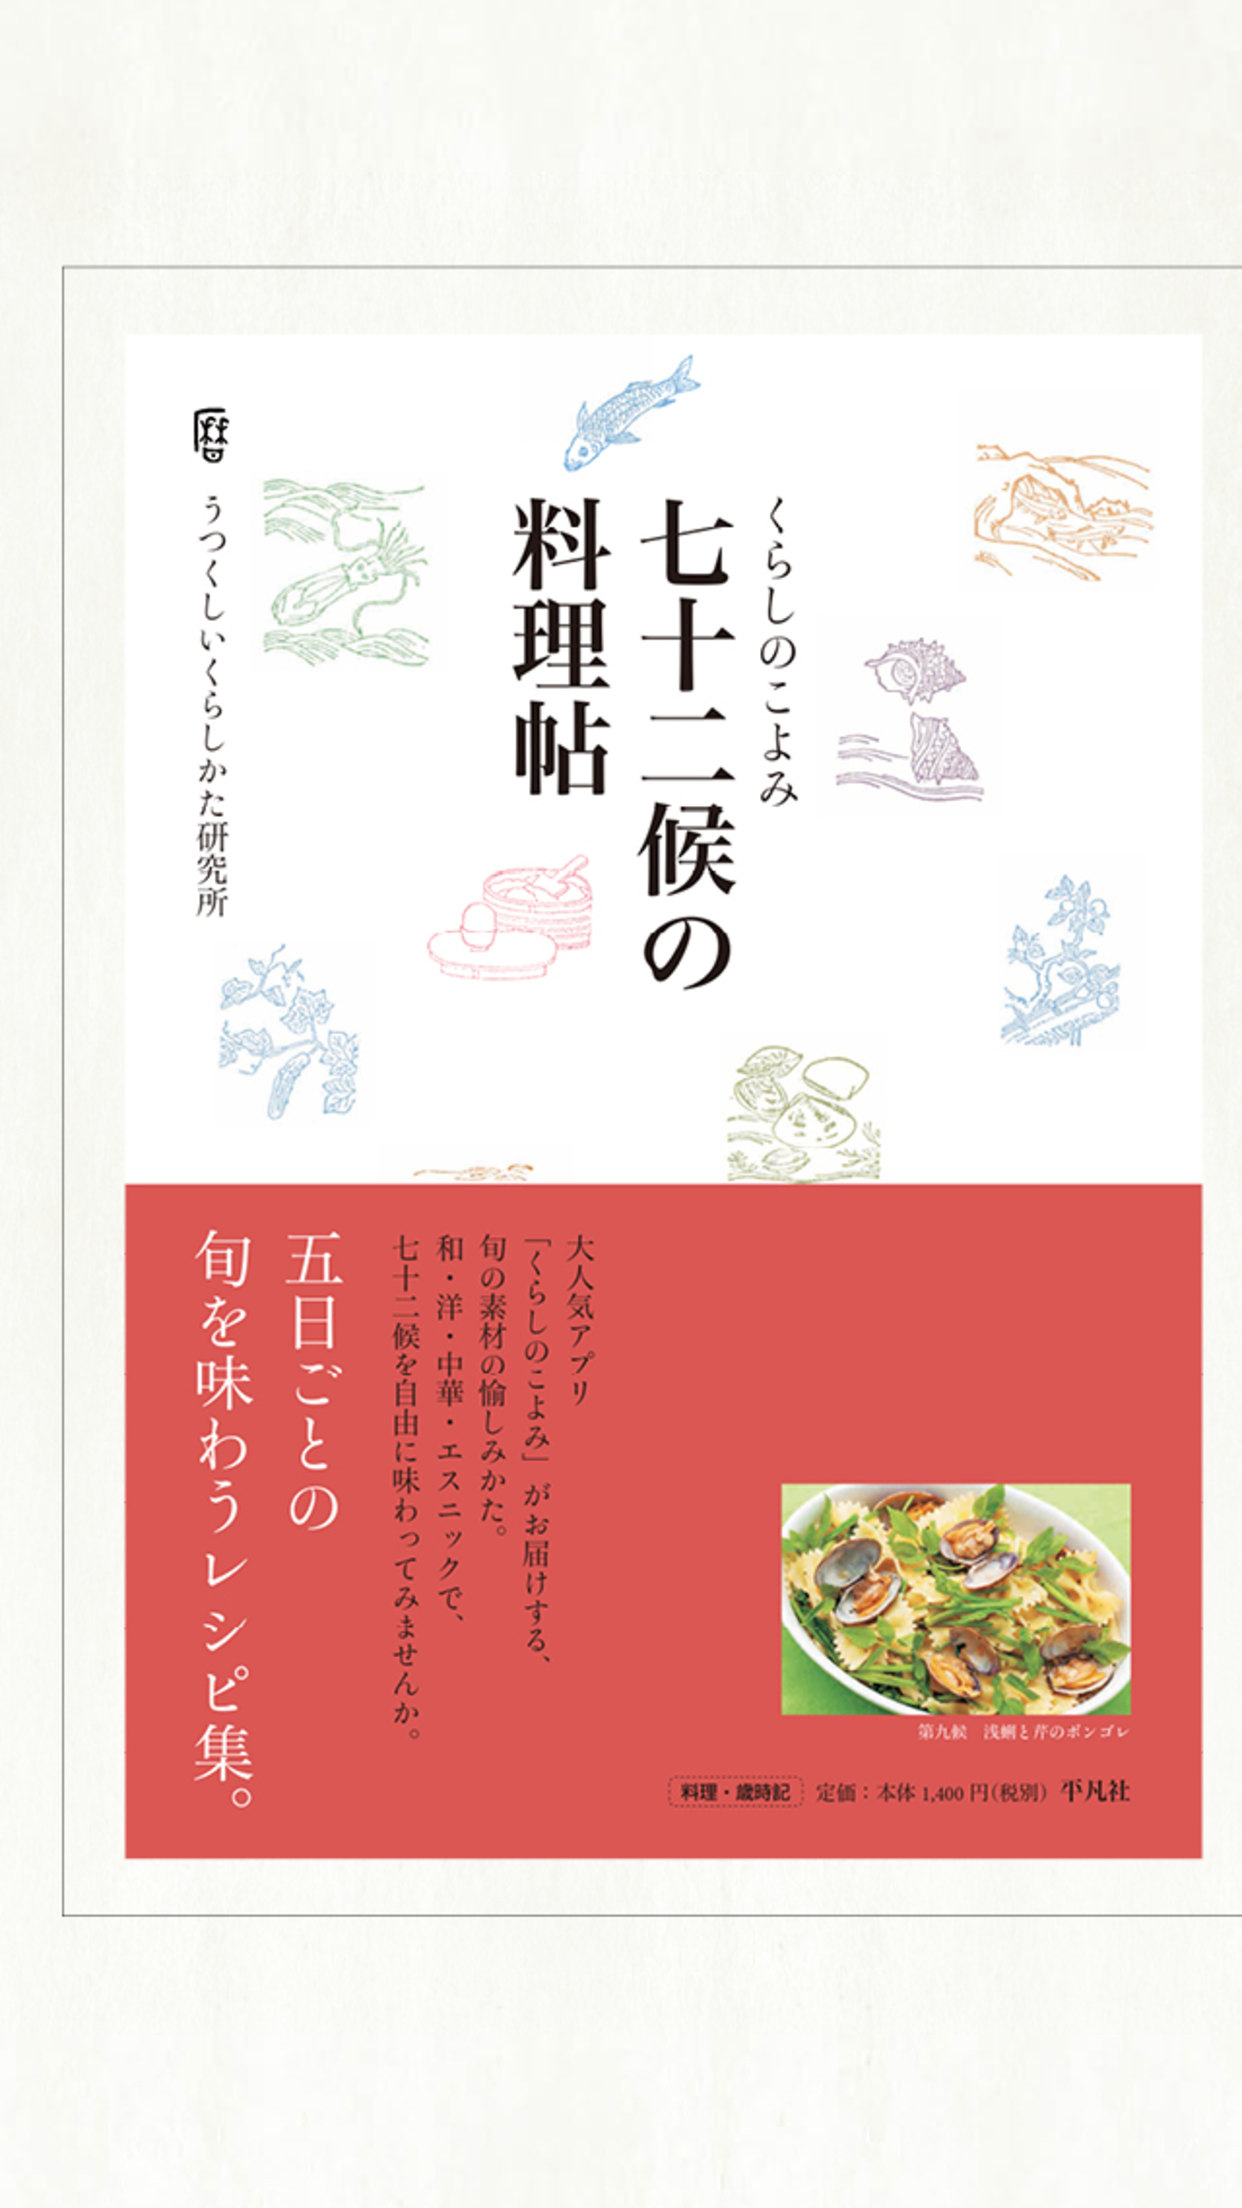 くらしのこよみ
七十二候の
料理帖
暦 うつくしいくらしかた研究所
大人気アプリ
「くらしのこよみ」がお届けする、
旬の素材の愉しみかた。
和・洋・中華・エスニックで、
七十二候を自由に味わってみませんか。
五日ごとの
旬を味わうレシピ集。
第九候 浅蜊と芹のボンゴレ
料理・歳時記 定価：本体1,400円（税別） 平凡社